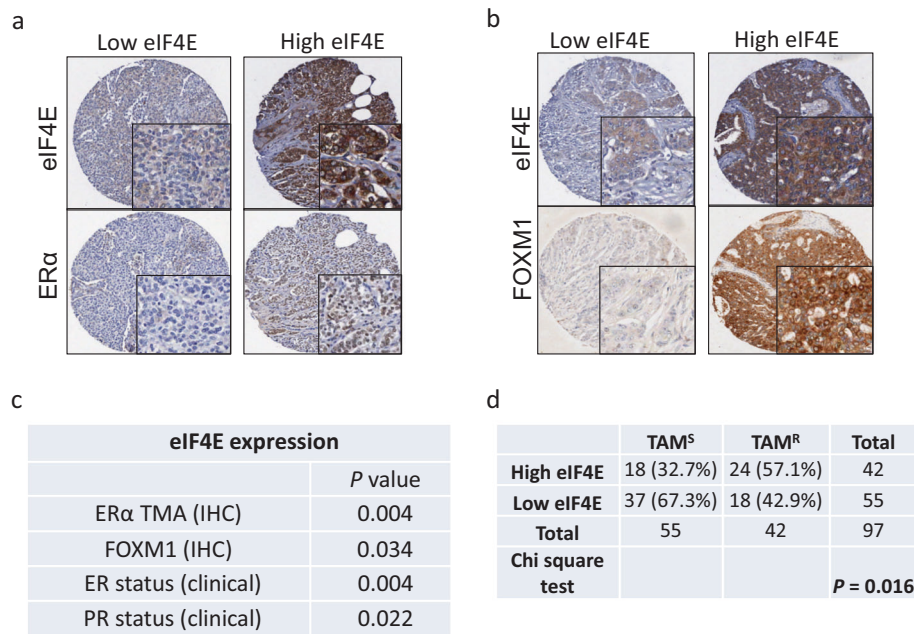 a
Low eIF4E High eIF4E
eIF4E
ERα
b
Low eIF4E High eIF4E
eIF4E
FOXM1
c
eIF4E expression
P value
ERα TMA (IHC) 0.004
FOXM1 (IHC) 0.034
ER status (clinical) 0.004
PR status (clinical) 0.022
d
TAMˢ TAMᴿ Total
High eIF4E 18 (32.7%) 24 (57.1%) 42
Low eIF4E 37 (67.3%) 18 (42.9%) 55
Total 55 42 97
Chi square
test P = 0.016